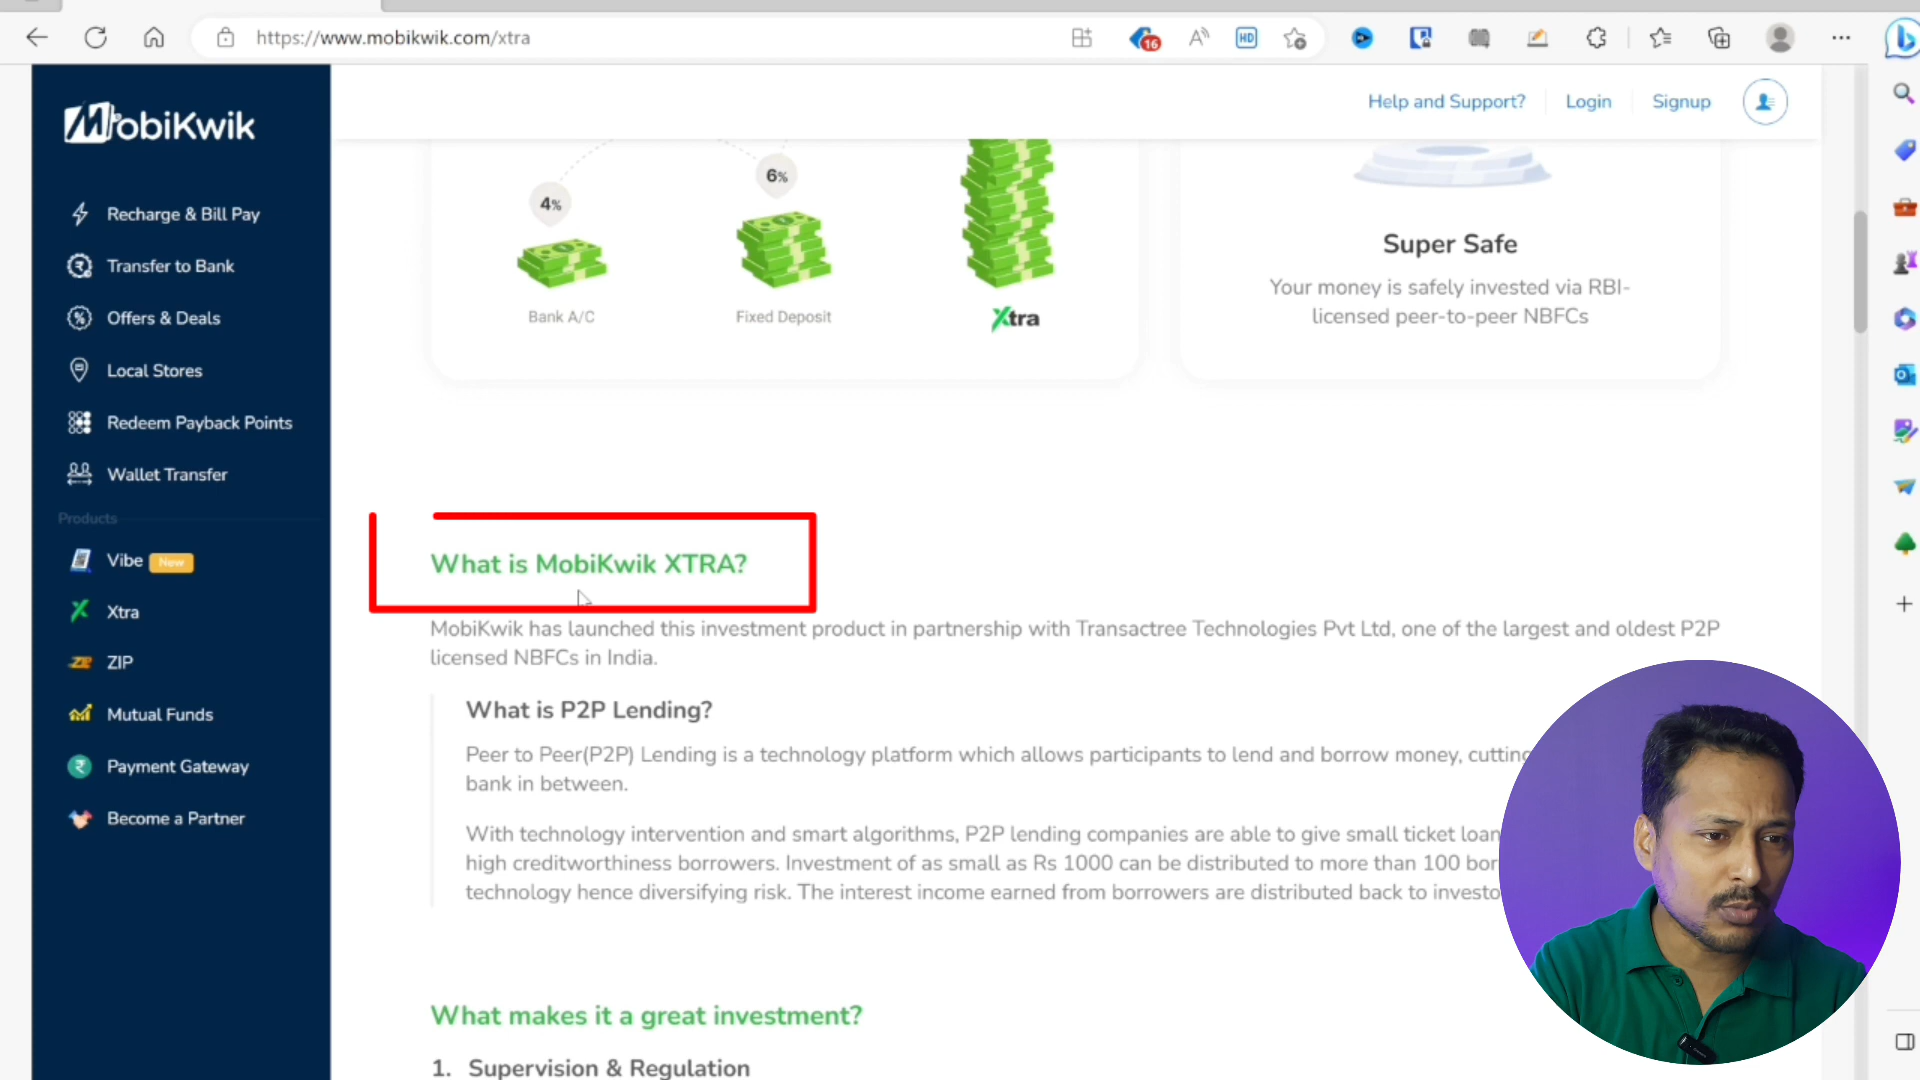 https://www.mobikwik.com/xtra
16
HD
MobiKwik
Help and Support?
Login
Signup
Recharge & Bill Pay
Transfer to Bank
Offers & Deals
Local Stores
Redeem Payback Points
Wallet Transfer
Products
Vibe New
Xtra
ZIP
Mutual Funds
Payment Gateway
Become a Partner
4%
6%
Bank A/C
Fixed Deposit
Xtra
Super Safe
Your money is safely invested via RBI-
licensed peer-to-peer NBFCs
What is MobiKwik XTRA?
MobiKwik has launched this investment product in partnership with Transactree Technologies Pvt Ltd, one of the largest and oldest P2P
licensed NBFCs in India.
What is P2P Lending?
Peer to Peer(P2P) Lending is a technology platform which allows participants to lend and borrow money, cutting
bank in between.
With technology intervention and smart algorithms, P2P lending companies are able to give small ticket loan
high creditworthiness borrowers. Investment of as small as Rs 1000 can be distributed to more than 100 bor
technology hence diversifying risk. The interest income earned from borrowers are distributed back to investo
What makes it a great investment?
1. Supervision & Regulation